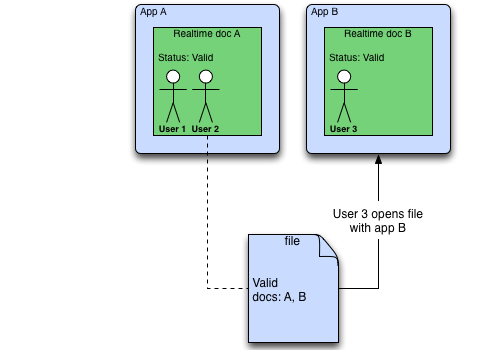 App A
Realtime doc A
Status: Valid
User 1 User 2
App B
Realtime doc B
Status: Valid
User 3
User 3 opens file
with app B
file
Valid
docs: A, B